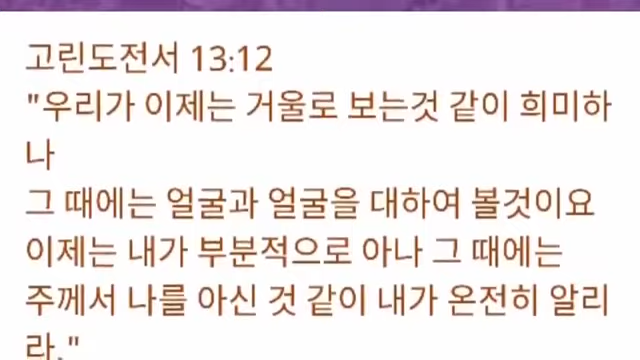 고린도전서 13:12
"우리가 이제는 거울로 보는것 같이 희미하
나
그 때에는 얼굴과 얼굴을 대하여 볼것이요
이제는 내가 부분적으로 아나 그 때에는
주께서 나를 아신 것 같이 내가 온전히 알리
라."